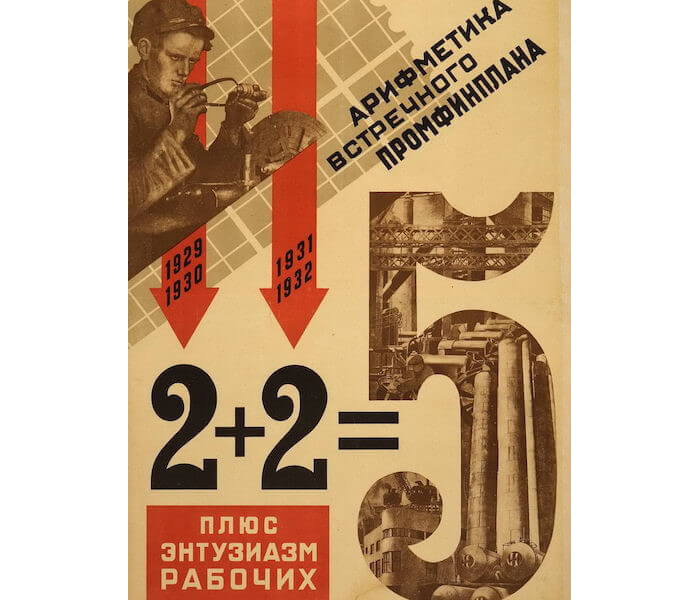 АРИФМЕТИКА
ВСТРЕЧНОГО
ПРОМФИНПЛАНА
1929
1930
1931
1932
2+2=5
ПЛЮС
ЭНТУЗИАЗМ
РАБОЧИХ